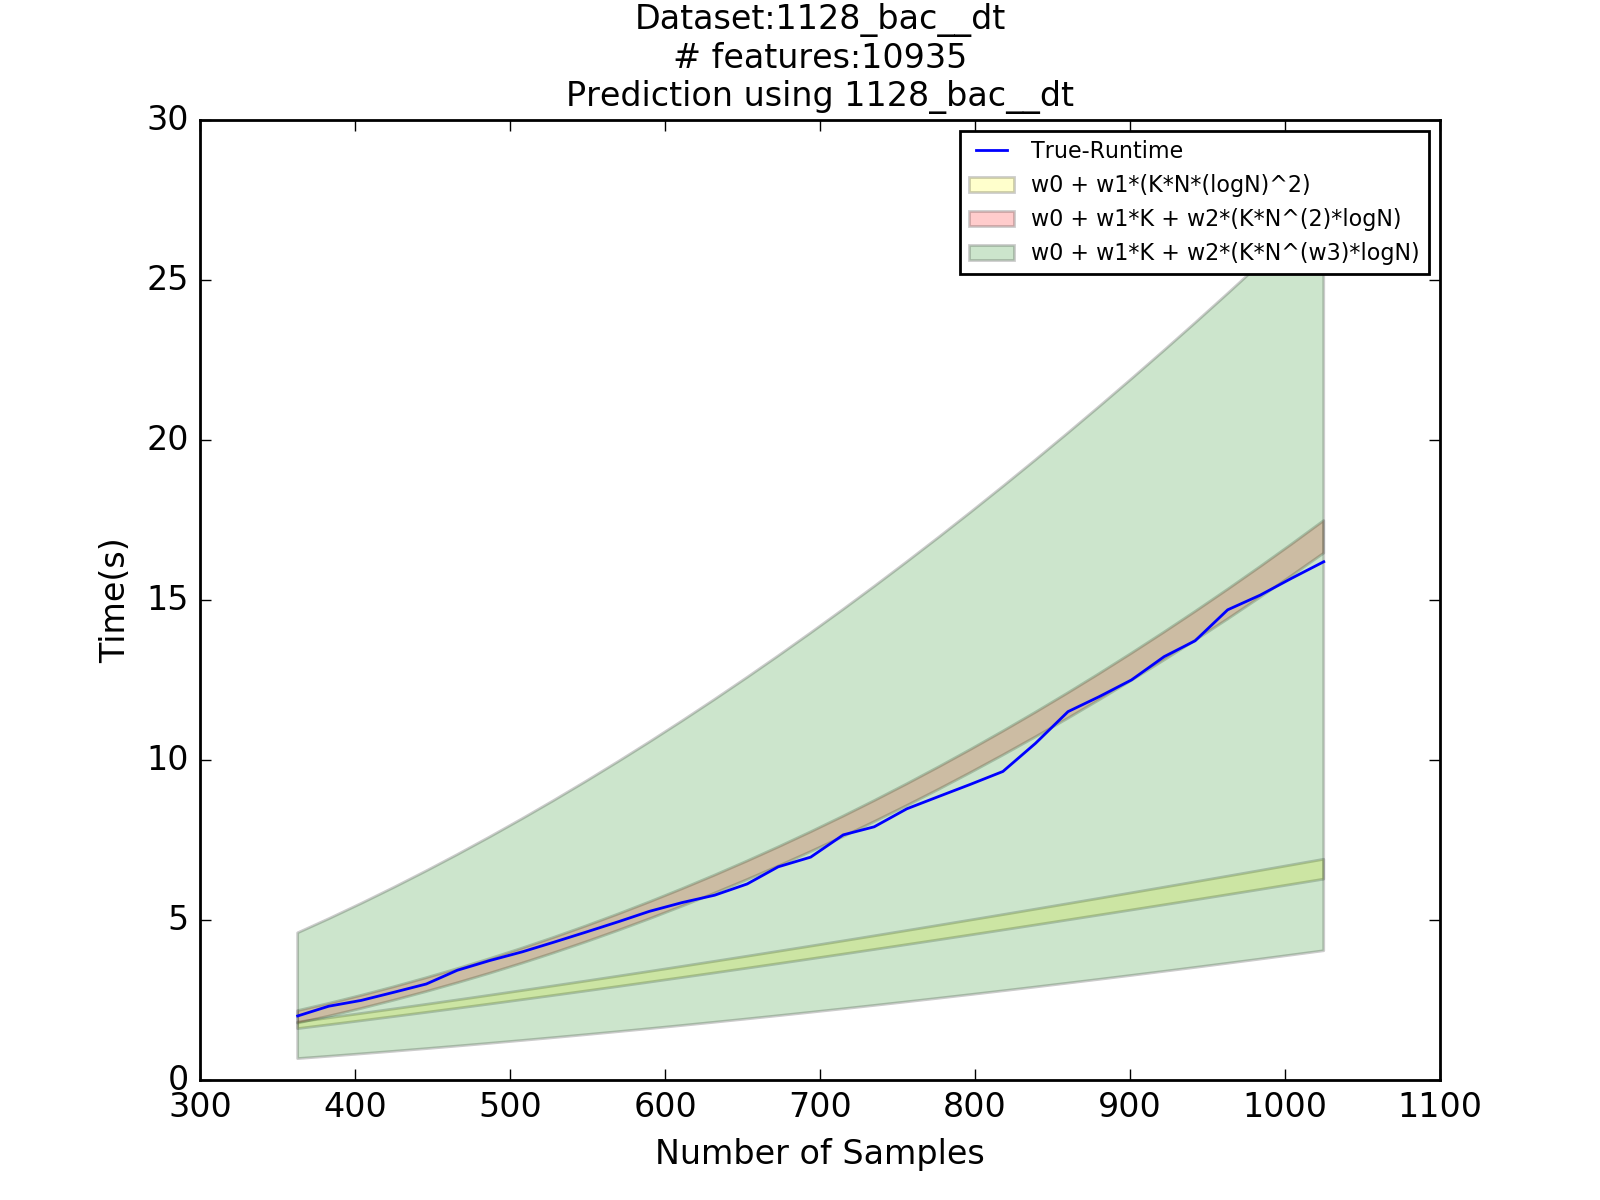 Dataset:1128_bac__dt
# features:10935
Prediction using 1128_bac__dt
30
25
20
15
10
5
0
Time(s)
True-Runtime
w0 + w1*(K*N*(logN)^2)
w0 + w1*K + w2*(K*N^(2)*logN)
w0 + w1*K + w2*(K*N^(w3)*logN)
300 400 500 600 700 800 900 1000 1100
Number of Samples